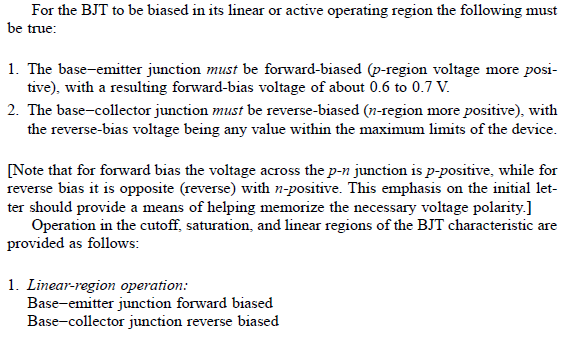 For the BJT to be biased in its linear or active operating region the following must
be true:
1. The base–emitter junction must be forward-biased (p-region voltage more posi-
tive), with a resulting forward-bias voltage of about 0.6 to 0.7 V.
2. The base–collector junction must be reverse-biased (n-region more positive), with
the reverse-bias voltage being any value within the maximum limits of the device.
[Note that for forward bias the voltage across the p-n junction is p-positive, while for
reverse bias it is opposite (reverse) with n-positive. This emphasis on the initial let-
ter should provide a means of helping memorize the necessary voltage polarity.]
Operation in the cutoff, saturation, and linear regions of the BJT characteristic are
provided as follows:
1. Linear-region operation:
Base–emitter junction forward biased
Base–collector junction reverse biased